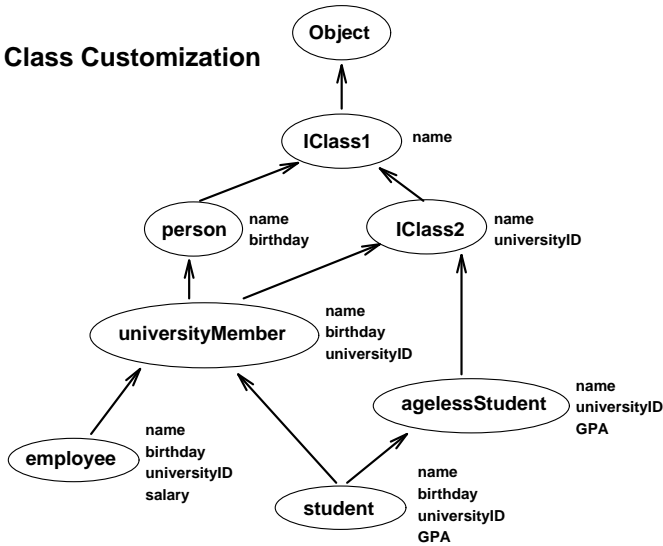 Object
Class Customization
IClass1
name
person
name
birthday
IClass2
name
universityID
universityMember
name
birthday
universityID
agelessStudent
name
universityID
GPA
employee
name
birthday
universityID
salary
student
name
birthday
universityID
GPA